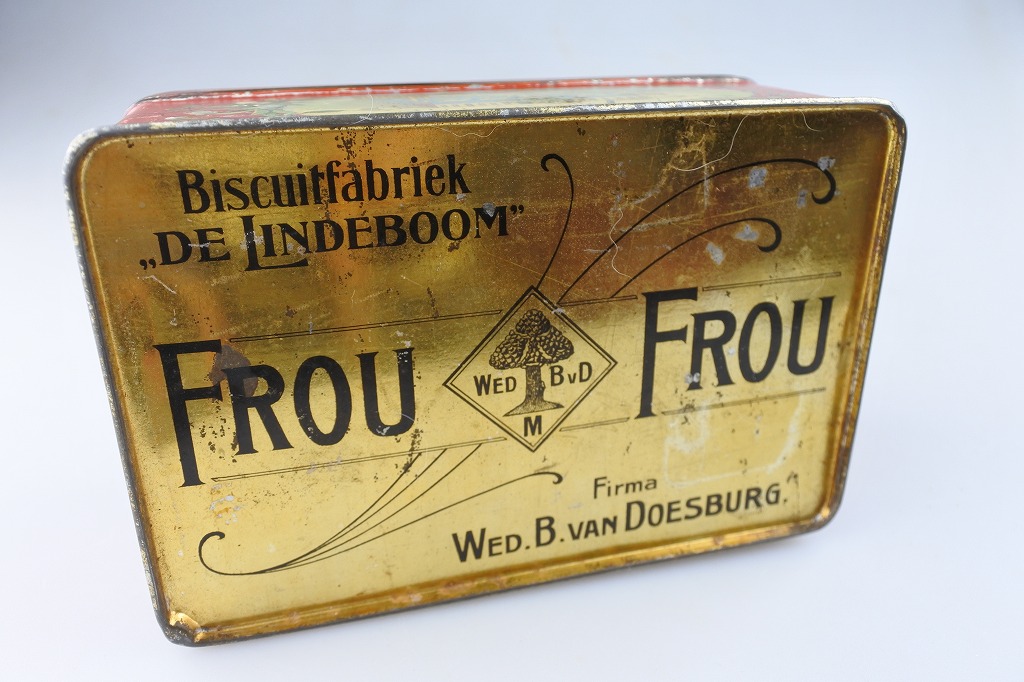 Biscuitfabriek
„DE LINDEBOOM”
FROU FROU
WED BVD
M
Firma
WED. B. VAN DOESBURG.